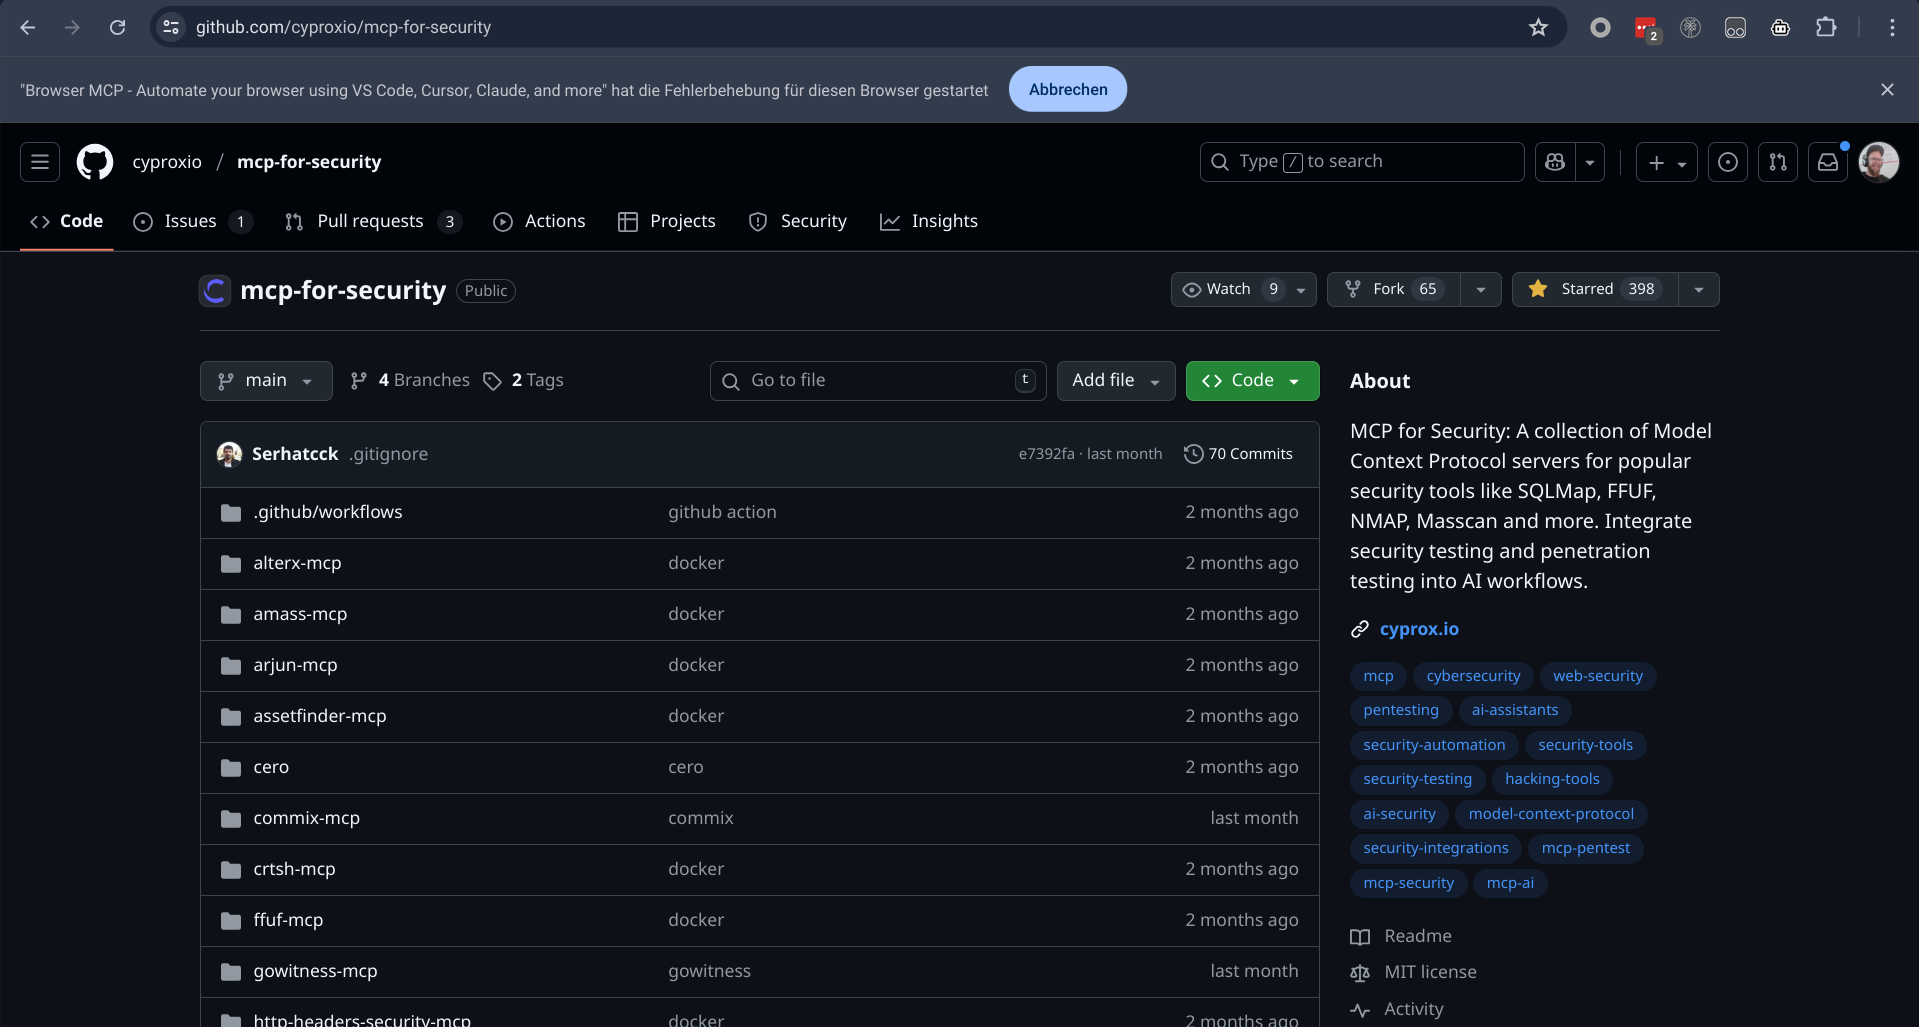 github.com/cyproxio/mcp-for-security
2
"Browser MCP - Automate your browser using VS Code, Cursor, Claude, and more" hat die Fehlerbehebung für diesen Browser gestartet
Abbrechen
cyproxio / mcp-for-security
Type / to search
Code
Issues 1
Pull requests 3
Actions
Projects
Security
Insights
mcp-for-security Public
Watch 9
Fork 65
Starred 398
main
4 Branches
2 Tags
Go to file t
Add file
Code
Serhatcck .gitignore e7392fa · last month 70 Commits
.github/workflows github action 2 months ago
alterx-mcp docker 2 months ago
amass-mcp docker 2 months ago
arjun-mcp docker 2 months ago
assetfinder-mcp docker 2 months ago
cero cero 2 months ago
commix-mcp commix last month
crtsh-mcp docker 2 months ago
ffuf-mcp docker 2 months ago
gowitness-mcp gowitness last month
http-headers-security-mcp docker 2 months ago
About
MCP for Security: A collection of Model
Context Protocol servers for popular
security tools like SQLMap, FFUF,
NMAP, Masscan and more. Integrate
security testing and penetration
testing into AI workflows.
cyprox.io
mcp cybersecurity web-security
pentesting ai-assistants
security-automation security-tools
security-testing hacking-tools
ai-security model-context-protocol
security-integrations mcp-pentest
mcp-security mcp-ai
Readme
MIT license
Activity